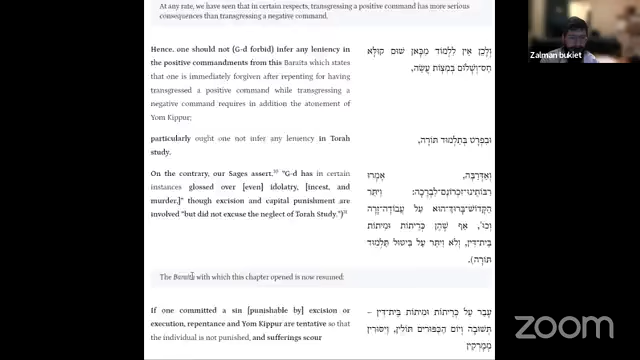 At any rate, we have seen that in certain respects, transgressing a positive command has more serious
consequences than transgressing a negative command.
Hence, one should not (G-d forbid) infer any leniency in
the positive commandments from this Baraita which states
that one is immediately forgiven after repenting for having
transgressed a positive command while transgressing a
negative command requires in addition the atonement of
Yom Kippur;
וְלָכֵן אֵין לִלְמוֹד מִכָּאן שׁוּם קוּלָּא
חַס־וְשָׁלוֹם בְּמִצְוֹת עֲשֵׂה,
particularly ought one not infer any leniency in Torah
study.
וּבִפְרָט בְּתַלְמוּד תּוֹרָה,
On the contrary, our Sages assert:³⁰ "G-d has in certain
instances glossed over [even] idolatry, [incest, and
murder,]" though excision and capital punishment are
involved "but did not excuse the neglect of Torah Study.")³¹
וְאַדְּרַבָּה, אָמְרוּ
רַבּוֹתֵינוּ־זִכְרוֹנָם־לִבְרָכָה: וִיתֵּר
הַקָּדוֹשׁ־בָּרוּךְ־הוּא עַל עֲבוֹדָה־זָרָה
וְכוּ', אַף שֶׁהֵן כָּרֵיתוֹת וּמִיתוֹת
בֵּית־דִּין, וְלֹא וִיתֵּר עַל בִּיטּוּל תַּלְמוּד
תּוֹרָה).
The Baraita with which this chapter opened is now resumed:
If one committed a sin [punishable by] excision or
execution, repentance and Yom Kippur are tentative so that
the individual is not punished, and sufferings scour
עָבַר עַל כָּרֵיתוֹת וּמִיתוֹת בֵּית־דִּין –
תְּשׁוּבָה וְיוֹם הַכִּפּוּרִים תּוֹלִין, וְיִסּוּרִין
מְמָרְקִין
Zalman bukiet
zoom